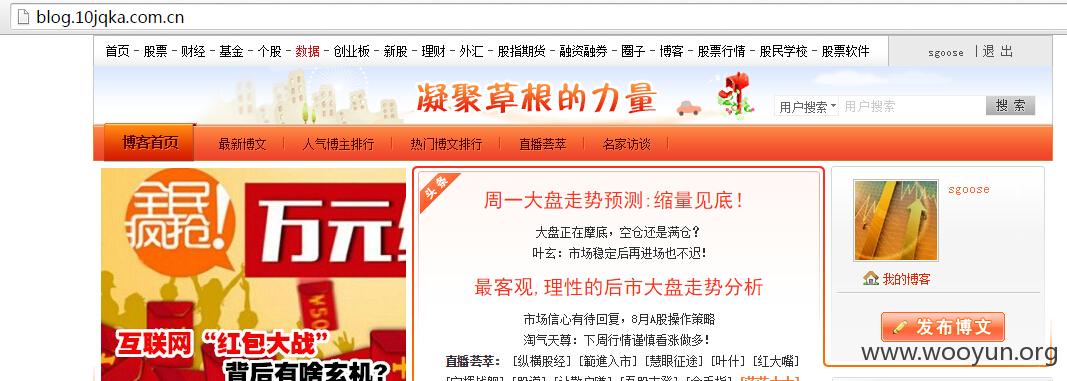 blog.10jqka.com.cn
首页 - 股票 - 财经 - 基金 - 个股 - 数据 - 创业板 - 新股 - 理财 - 外汇 - 股指期货 - 融资融券 - 圈子 - 博客 - 股票行情 - 股民学校 - 股票软件
sgoose | 退 出
凝聚草根的力量
用户搜索 用户搜索 搜 索
博客首页 最新博文 人气博主排行 热门博文排行 直播荟萃 名家访谈
全民疯抢!
万元
¥50
互联网“红包大战”
背后有啥玄机?
头条
周一大盘走势预测:缩量见底!
大盘正在磨底,空仓还是满仓?
叶玄:市场稳定后再进场也不迟!
最客观,理性的后市大盘走势分析
市场信心有待回复,8月A股操作策略
淘气天尊:下周行情谨慎看涨做多!
直播荟萃: [纵横股经] [範進入市] [慧眼征途] [叶什] [红大嘴]
sgoose
我的博客
发布博文
www.wooyun.org